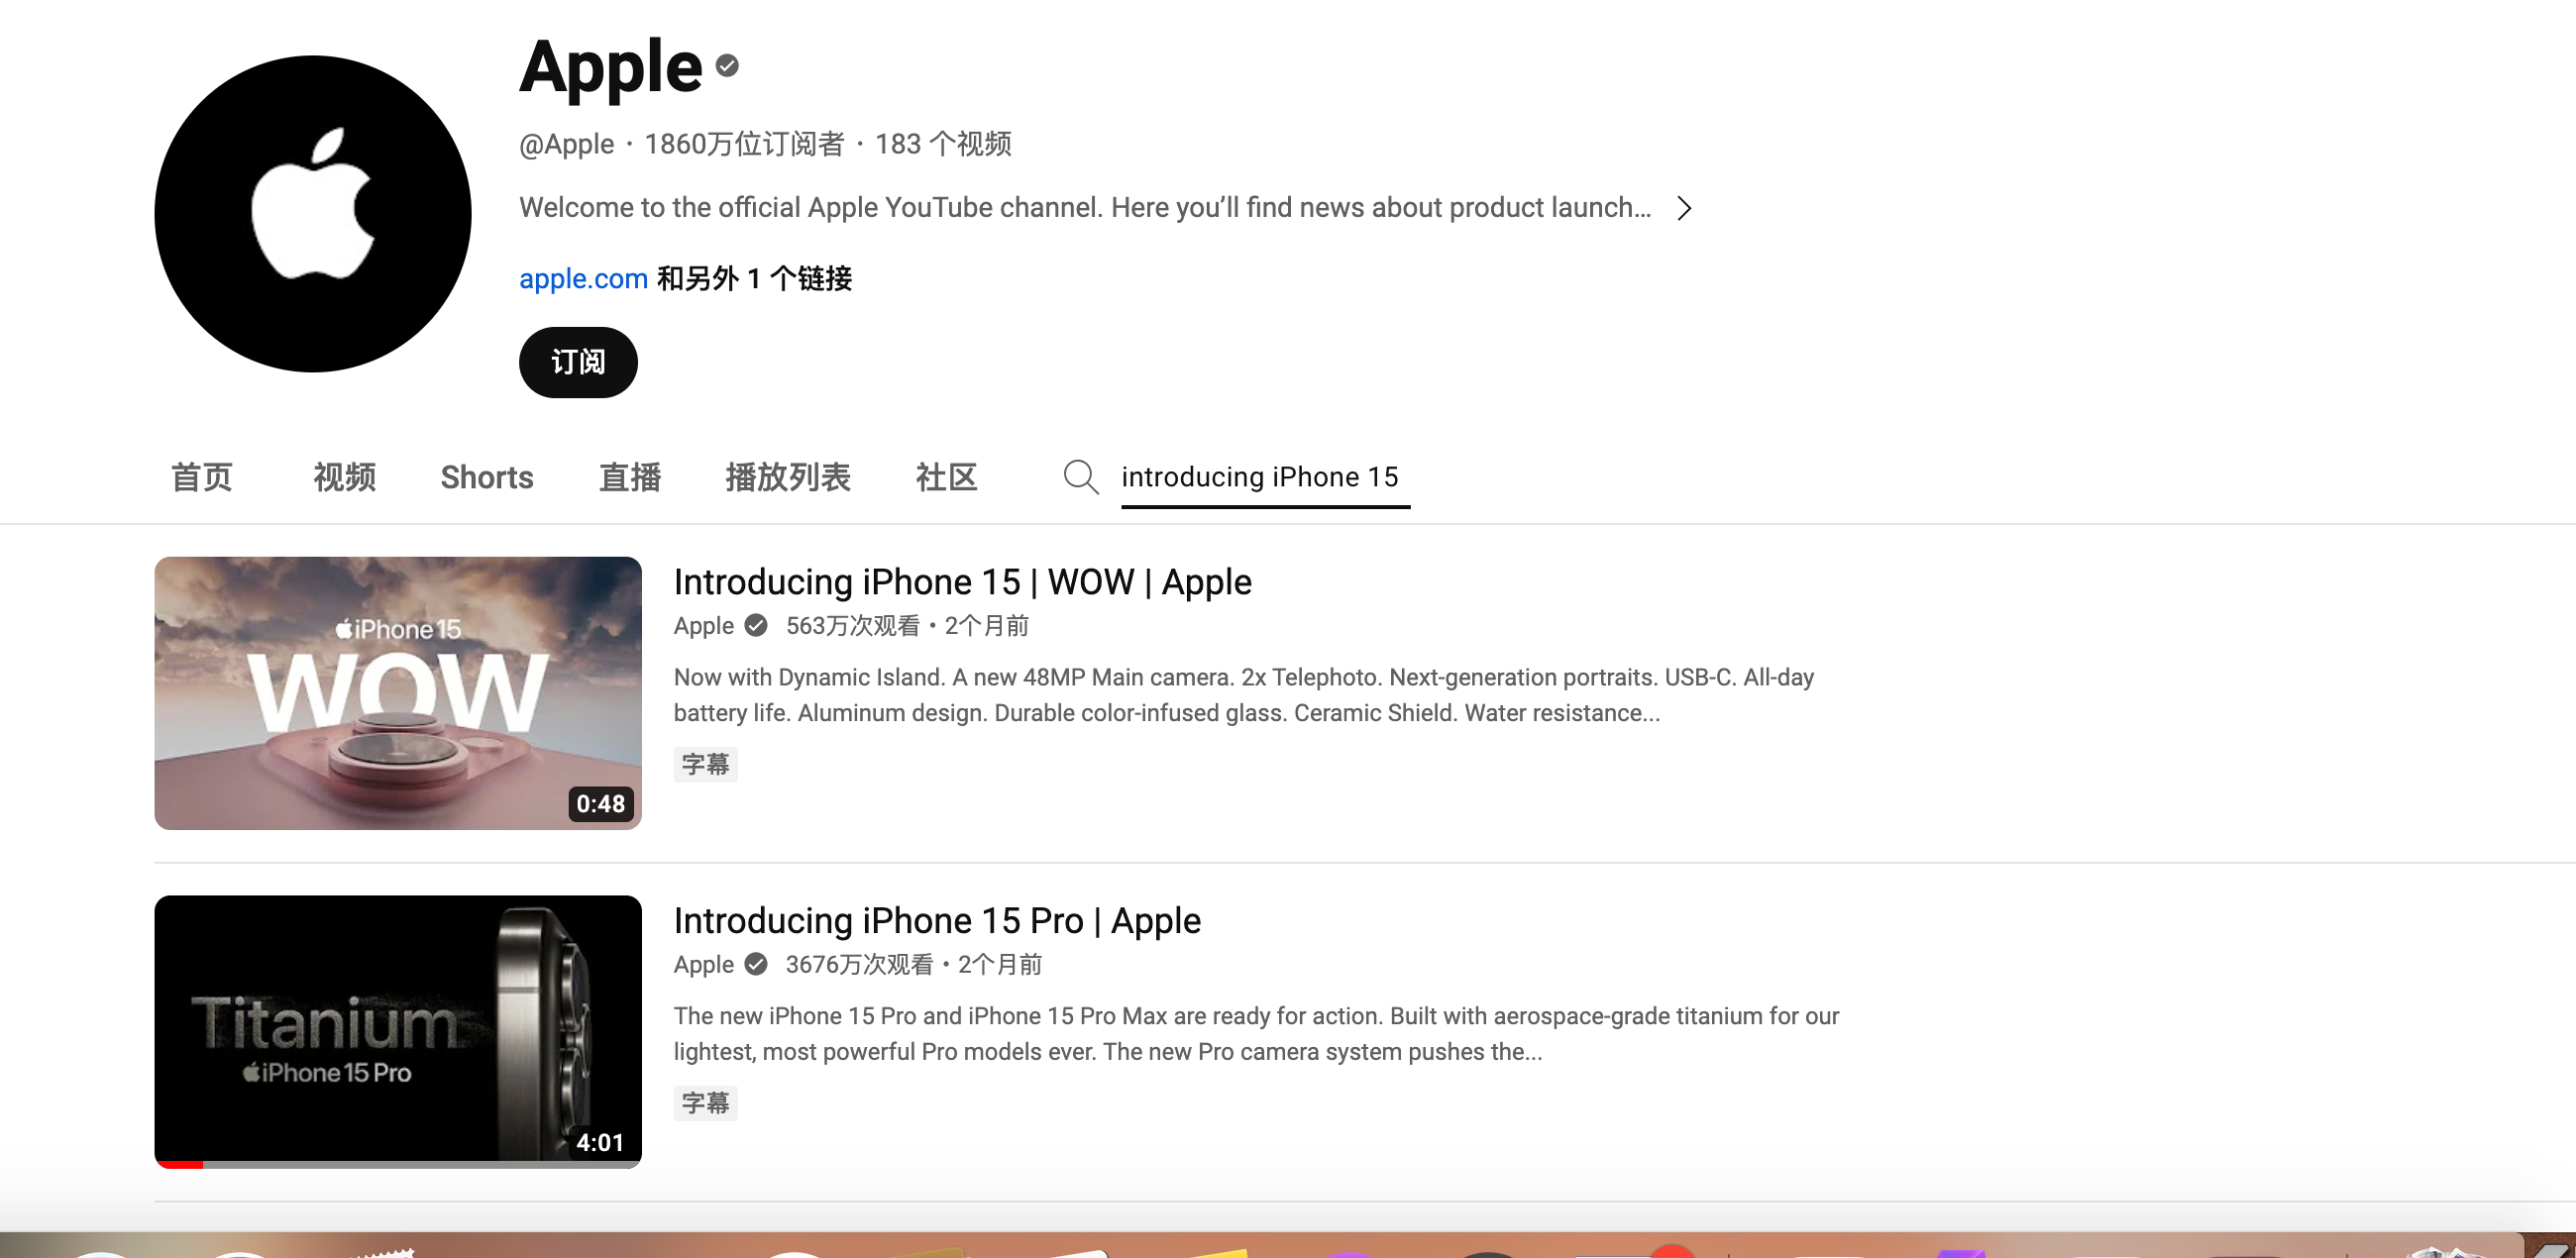 Apple
@Apple · 1860万位订阅者 · 183 个视频
Welcome to the official Apple YouTube channel. Here you’ll find news about product launch...
apple.com 和另外 1 个链接
订阅
首页 视频 Shorts 直播 播放列表 社区 introducing iPhone 15
iPhone 15
WOW
0:48
Introducing iPhone 15 | WOW | Apple
Apple 563万次观看 • 2个月前
Now with Dynamic Island. A new 48MP Main camera. 2x Telephoto. Next-generation portraits. USB-C. All-day
battery life. Aluminum design. Durable color-infused glass. Ceramic Shield. Water resistance...
字幕
Titanium
iPhone 15 Pro
4:01
Introducing iPhone 15 Pro | Apple
Apple 3676万次观看 • 2个月前
The new iPhone 15 Pro and iPhone 15 Pro Max are ready for action. Built with aerospace-grade titanium for our
lightest, most powerful Pro models ever. The new Pro camera system pushes the...
字幕